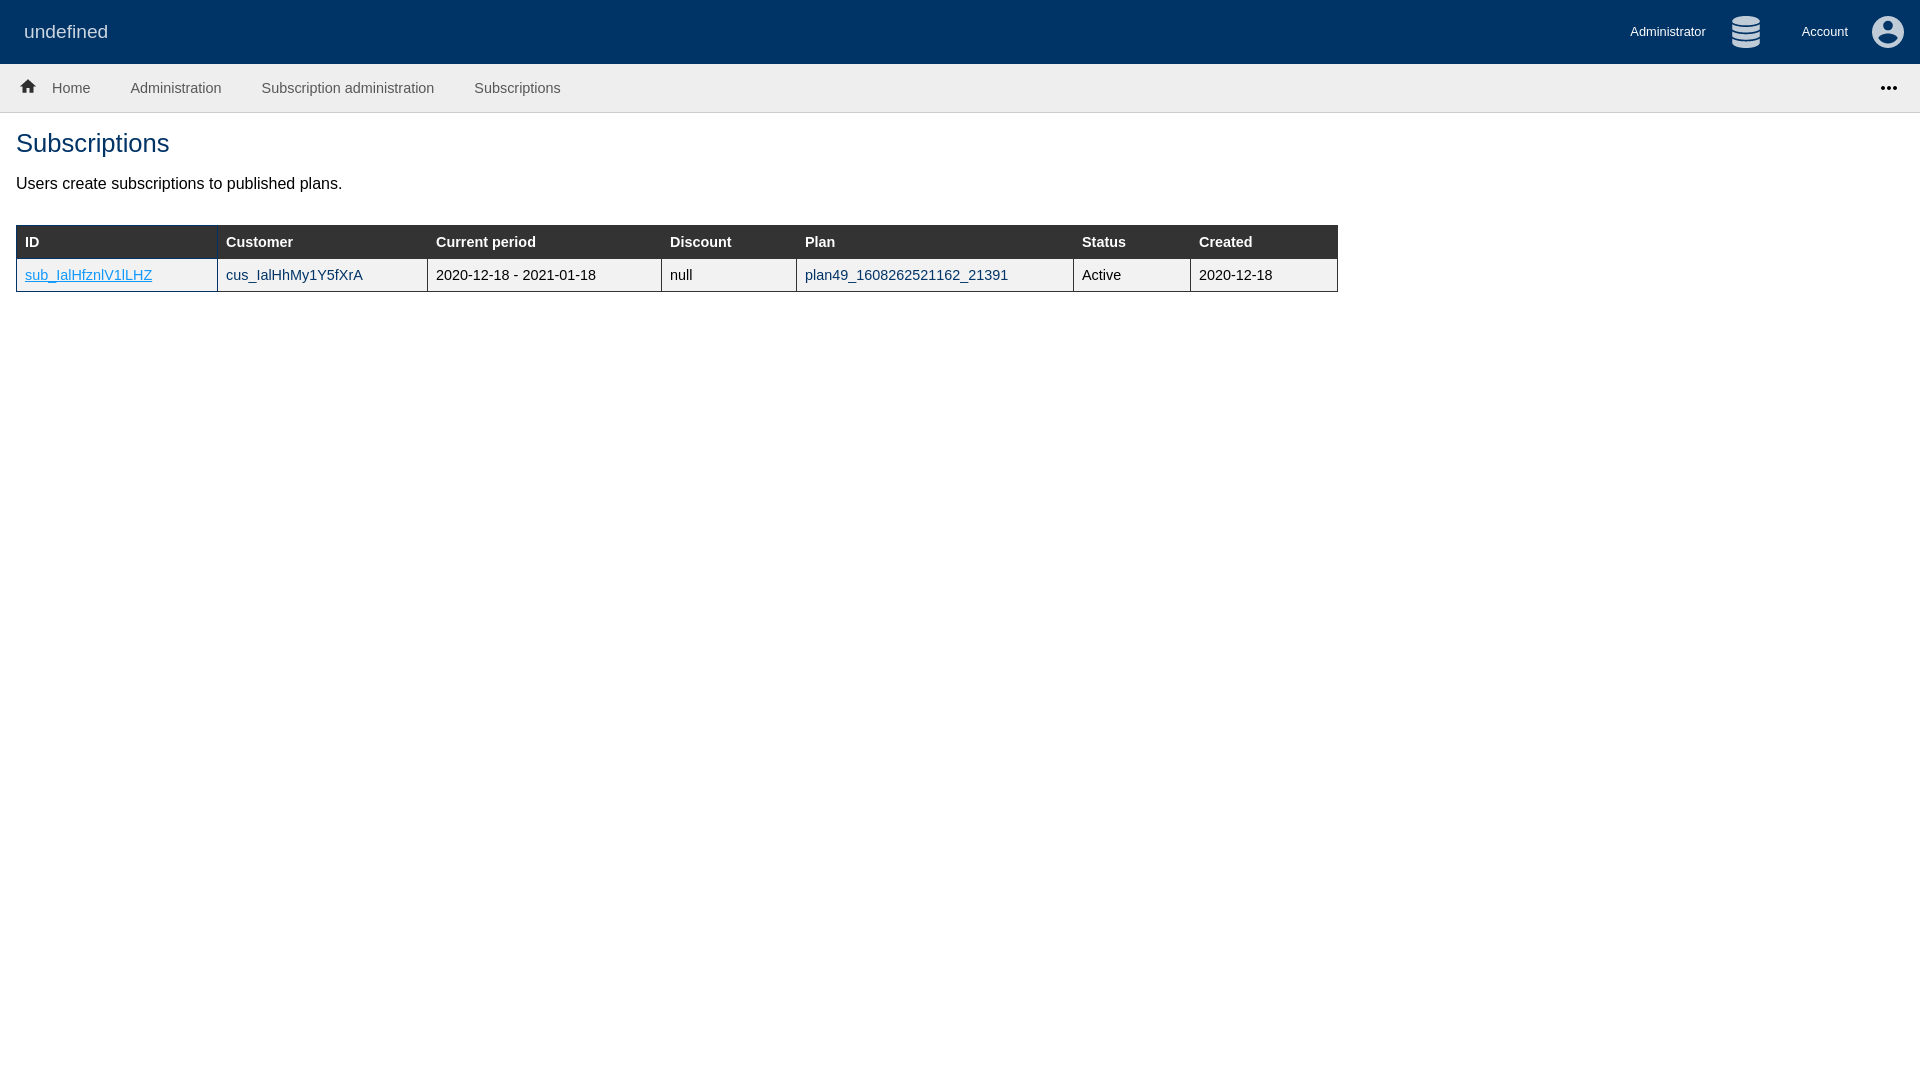 undefined
Administrator
Account
Home
Administration
Subscription administration
Subscriptions
Subscriptions
Users create subscriptions to published plans.
ID Customer Current period Discount Plan Status Created
sub_IalHfznlV1lLHZ cus_IalHhMy1Y5fXrA 2020-12-18 - 2021-01-18 null plan49_1608262521162_21391 Active 2020-12-18